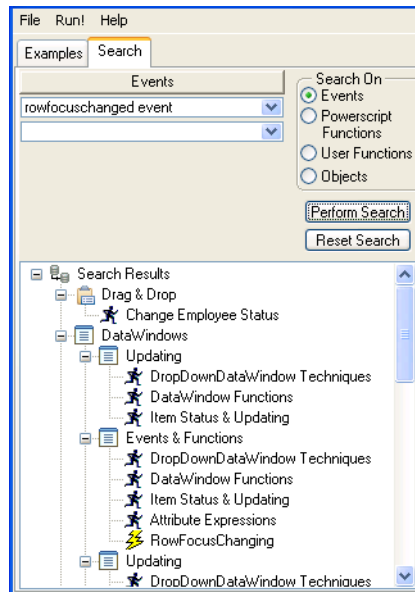 File Run! Help
Examples Search
Events
rowfocuschanged event
Search On
Events
Powerscript
Functions
User Functions
Objects
Perform Search
Reset Search
Search Results
Drag & Drop
Change Employee Status
DataWindows
Updating
DropDownDataWindow Techniques
DataWindow Functions
Item Status & Updating
Events & Functions
DropDownDataWindow Techniques
DataWindow Functions
Item Status & Updating
Attribute Expressions
RowFocusChanging
Updating
DropDownDataWindow Techniques